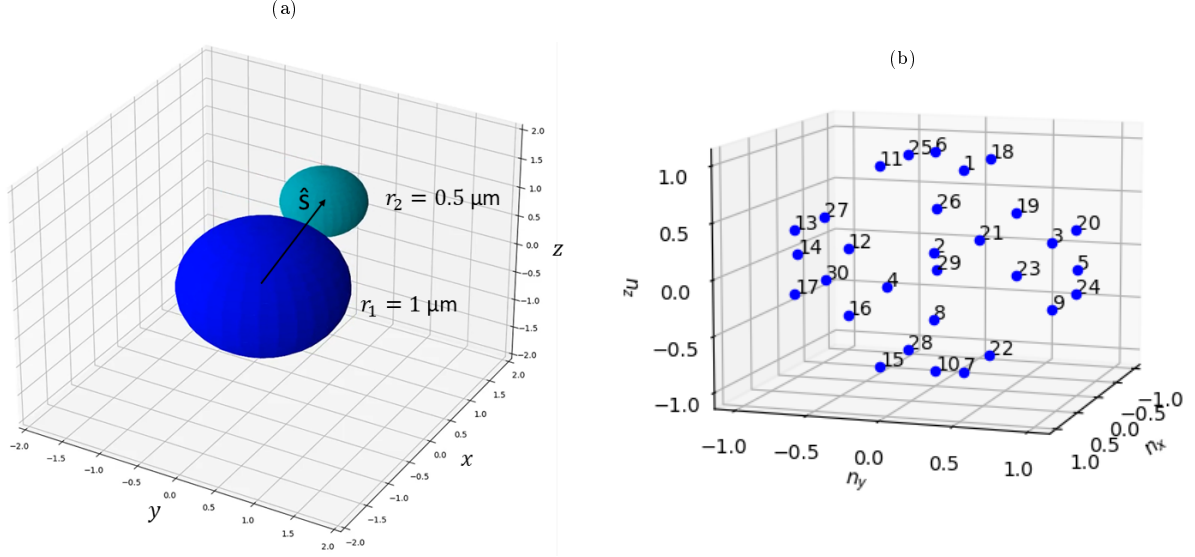 (a)
(b)
ŝ
r₂ = 0.5 μm
r₁ = 1 μm
2.0
1.5
1.0
0.5
0.0
−0.5
−1.0
−1.5
−2.0
z
2.0
1.5
1.0
0.5
0.0
−0.5
−1.0
−1.5
−2.0
x
−2.0
−1.5
−1.0
−0.5
0.0
0.5
1.0
1.5
2.0
y
11 25 6 1 18
26 19
13 27 20
14 12 2 21 3
29 5
17 30 4 23 24
16 8 9
28 22
15 10 7
1.0
0.5
0.0
−0.5
−1.0
n_z
−1.0
−0.5
0.0
0.5
1.0
n_y
−1.0
−0.5
0.0
0.5
1.0
n_x